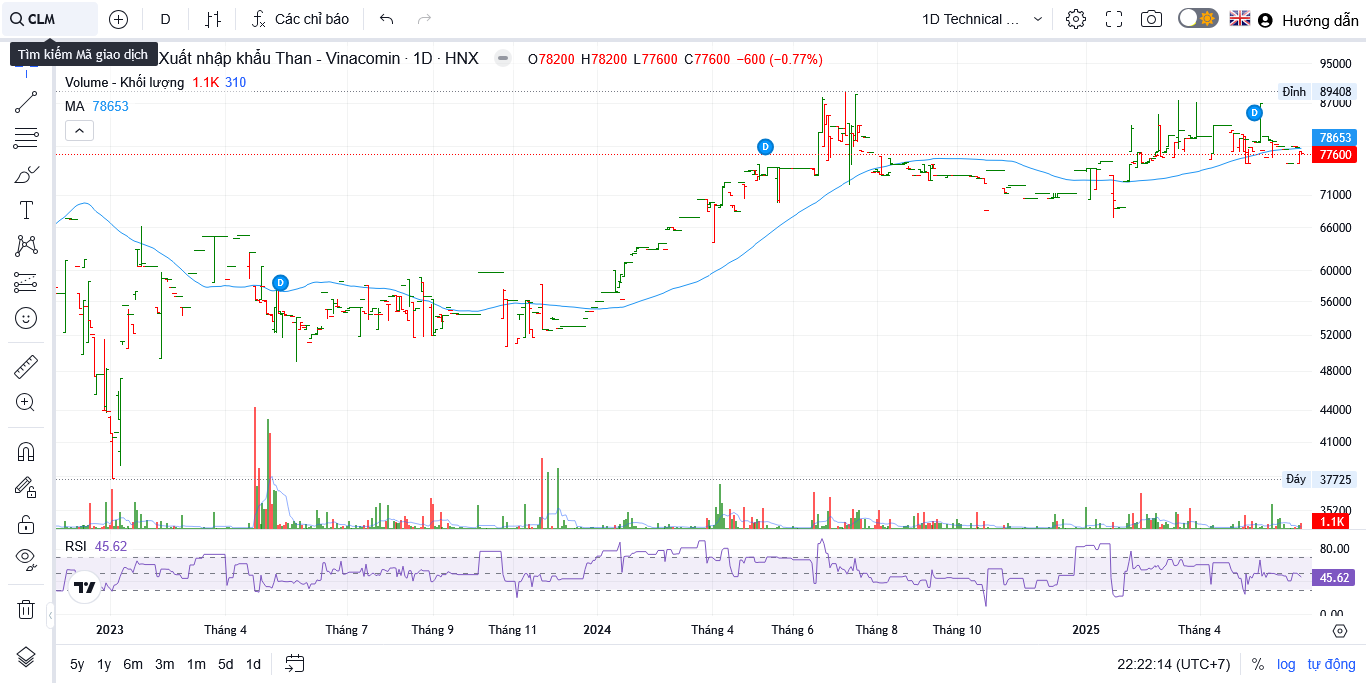 CLM
D
Các chỉ báo
1D Technical ...
Hướng dẫn
Tìm kiếm Mã giao dịch
Xuất nhập khẩu Than - Vinacomin · 1D · HNX
O78200 H78200 L77600 C77600 −600 (−0.77%)
Volume - Khối lượng 1.1K 310
MA 78653
95000
Đỉnh 89408
87000
D
78653
D
77600
71000
66000
60000
D
56000
52000
48000
44000
41000
Đáy 37725
35200
1.1K
RSI 45.62
80.00
45.62
0.00
2023 Tháng 4 Tháng 7 Tháng 9 Tháng 11 2024 Tháng 4 Tháng 6 Tháng 8 Tháng 10 2025 Tháng 4
5y 1y 6m 3m 1m 5d 1d
22:22:14 (UTC+7) % log tự động